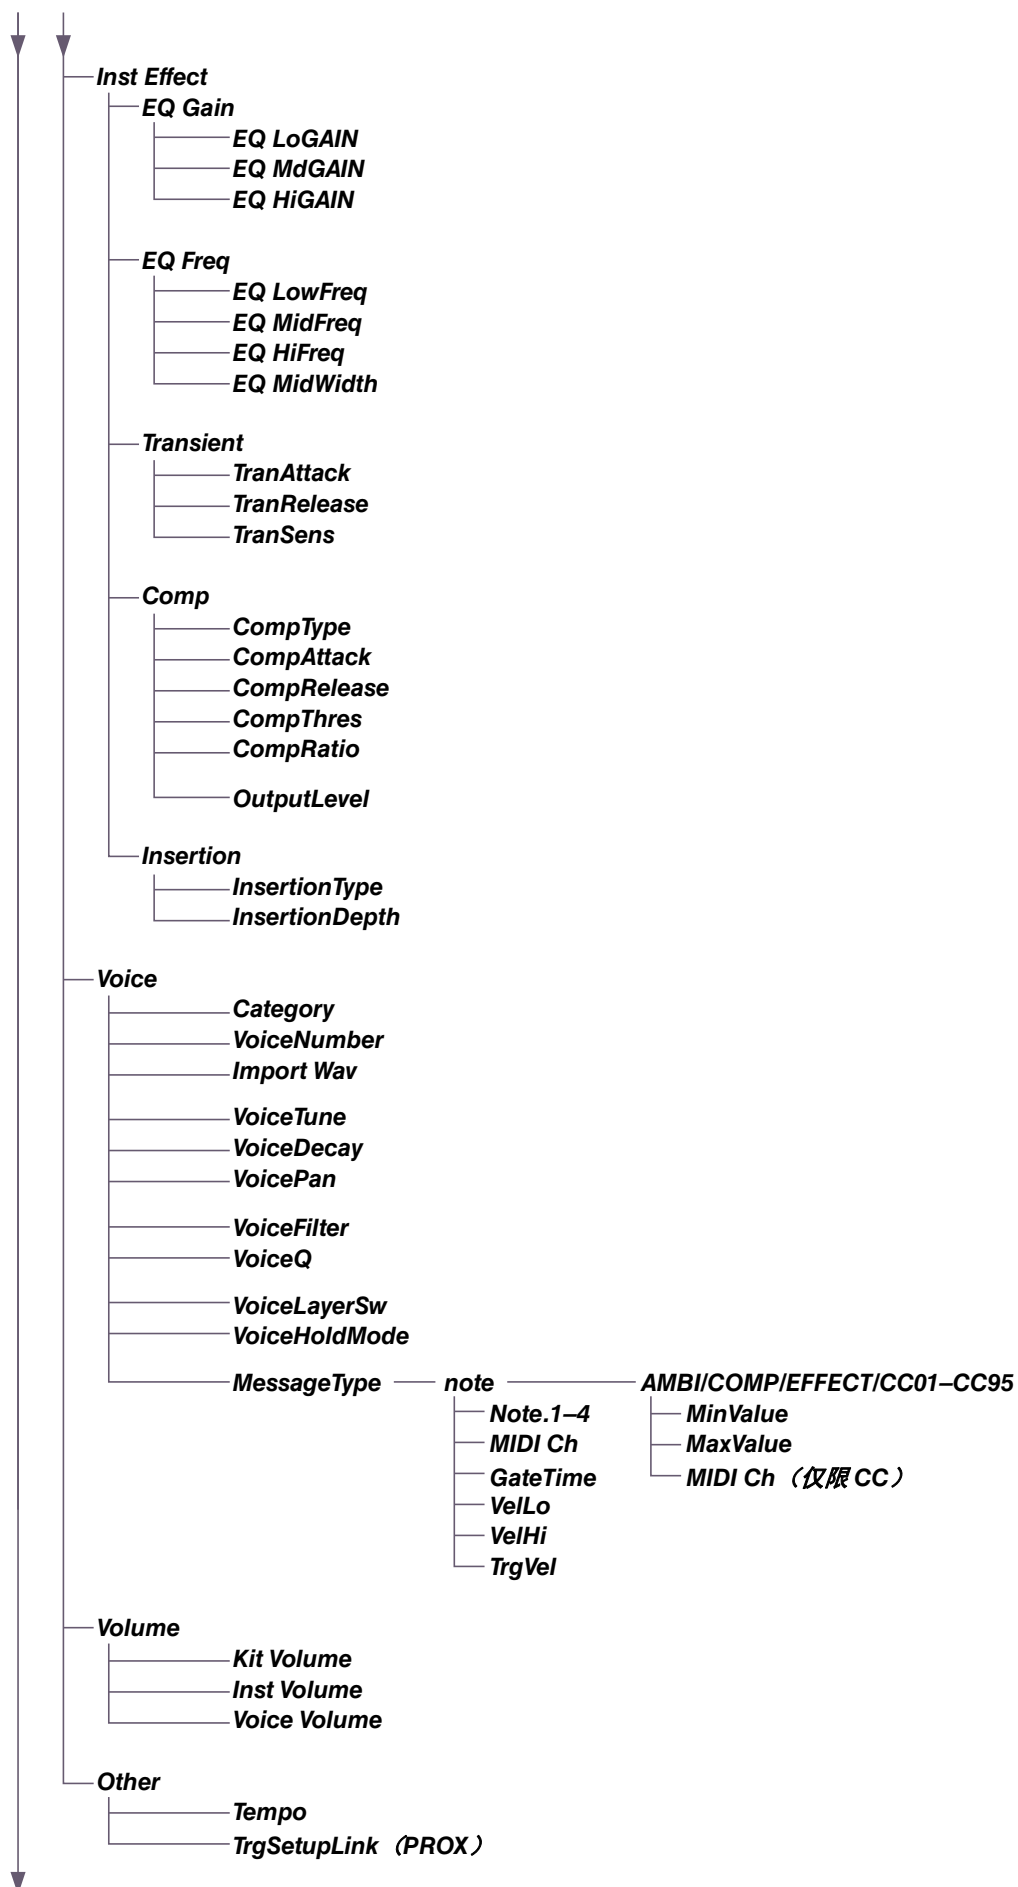 Inst Effect
EQ Gain
EQ LoGAIN
EQ MdGAIN
EQ HiGAIN
EQ Freq
EQ LowFreq
EQ MidFreq
EQ HiFreq
EQ MidWidth
Transient
TranAttack
TranRelease
TranSens
Comp
CompType
CompAttack
CompRelease
CompThres
CompRatio
OutputLevel
Insertion
InsertionType
InsertionDepth
Voice
Category
VoiceNumber
Import Wav
VoiceTune
VoiceDecay
VoicePan
VoiceFilter
VoiceQ
VoiceLayerSw
VoiceHoldMode
MessageType note AMBI/COMP/EFFECT/CC01–CC95
Note.1–4 MinValue
MIDI Ch MaxValue
GateTime MIDI Ch（仅限 CC）
VelLo
VelHi
TrgVel
Volume
Kit Volume
Inst Volume
Voice Volume
Other
Tempo
TrgSetupLink（PROX）